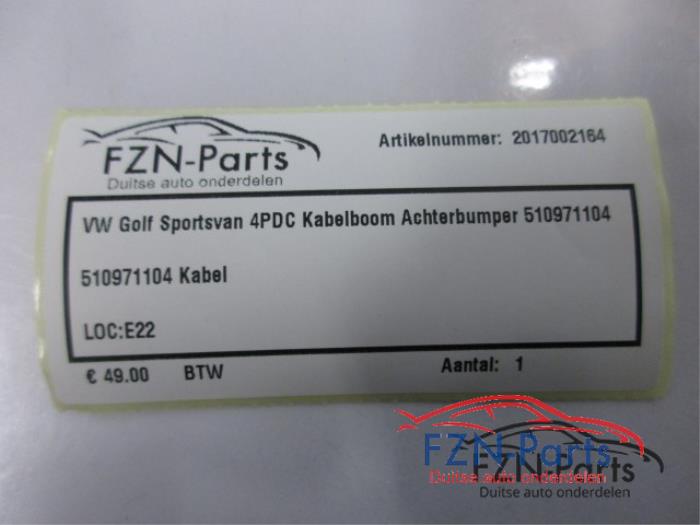 FZN-Parts
Duitse auto onderdelen
Artikelnummer: 2017002164
VW Golf Sportsvan 4PDC Kabelboom Achterbumper 510971104
510971104 Kabel
LOC:E22
€ 49.00 BTW
Aantal: 1
FZN-Parts
Duitse auto onderdelen
FZN-Parts
Duitse auto onderdelen